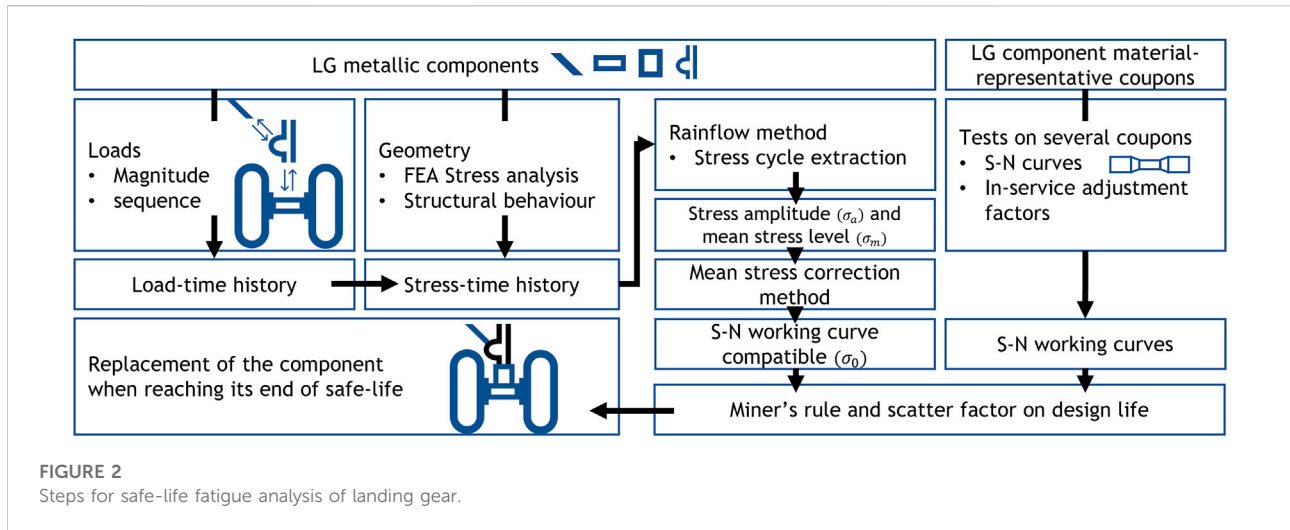 LG metallic components
LG component material-
representative coupons
Loads
• Magnitude
• sequence
Geometry
• FEA Stress analysis
• Structural behaviour
Rainflow method
• Stress cycle extraction
Tests on several coupons
• S-N curves
• In-service adjustment
factors
Stress amplitude (σₐ) and
mean stress level (σₘ)
Load-time history
Stress-time history
Mean stress correction
method
Replacement of the component
when reaching its end of safe-life
S-N working curve
compatible (σ₀)
S-N working curves
Miner's rule and scatter factor on design life
FIGURE 2
Steps for safe-life fatigue analysis of landing gear.